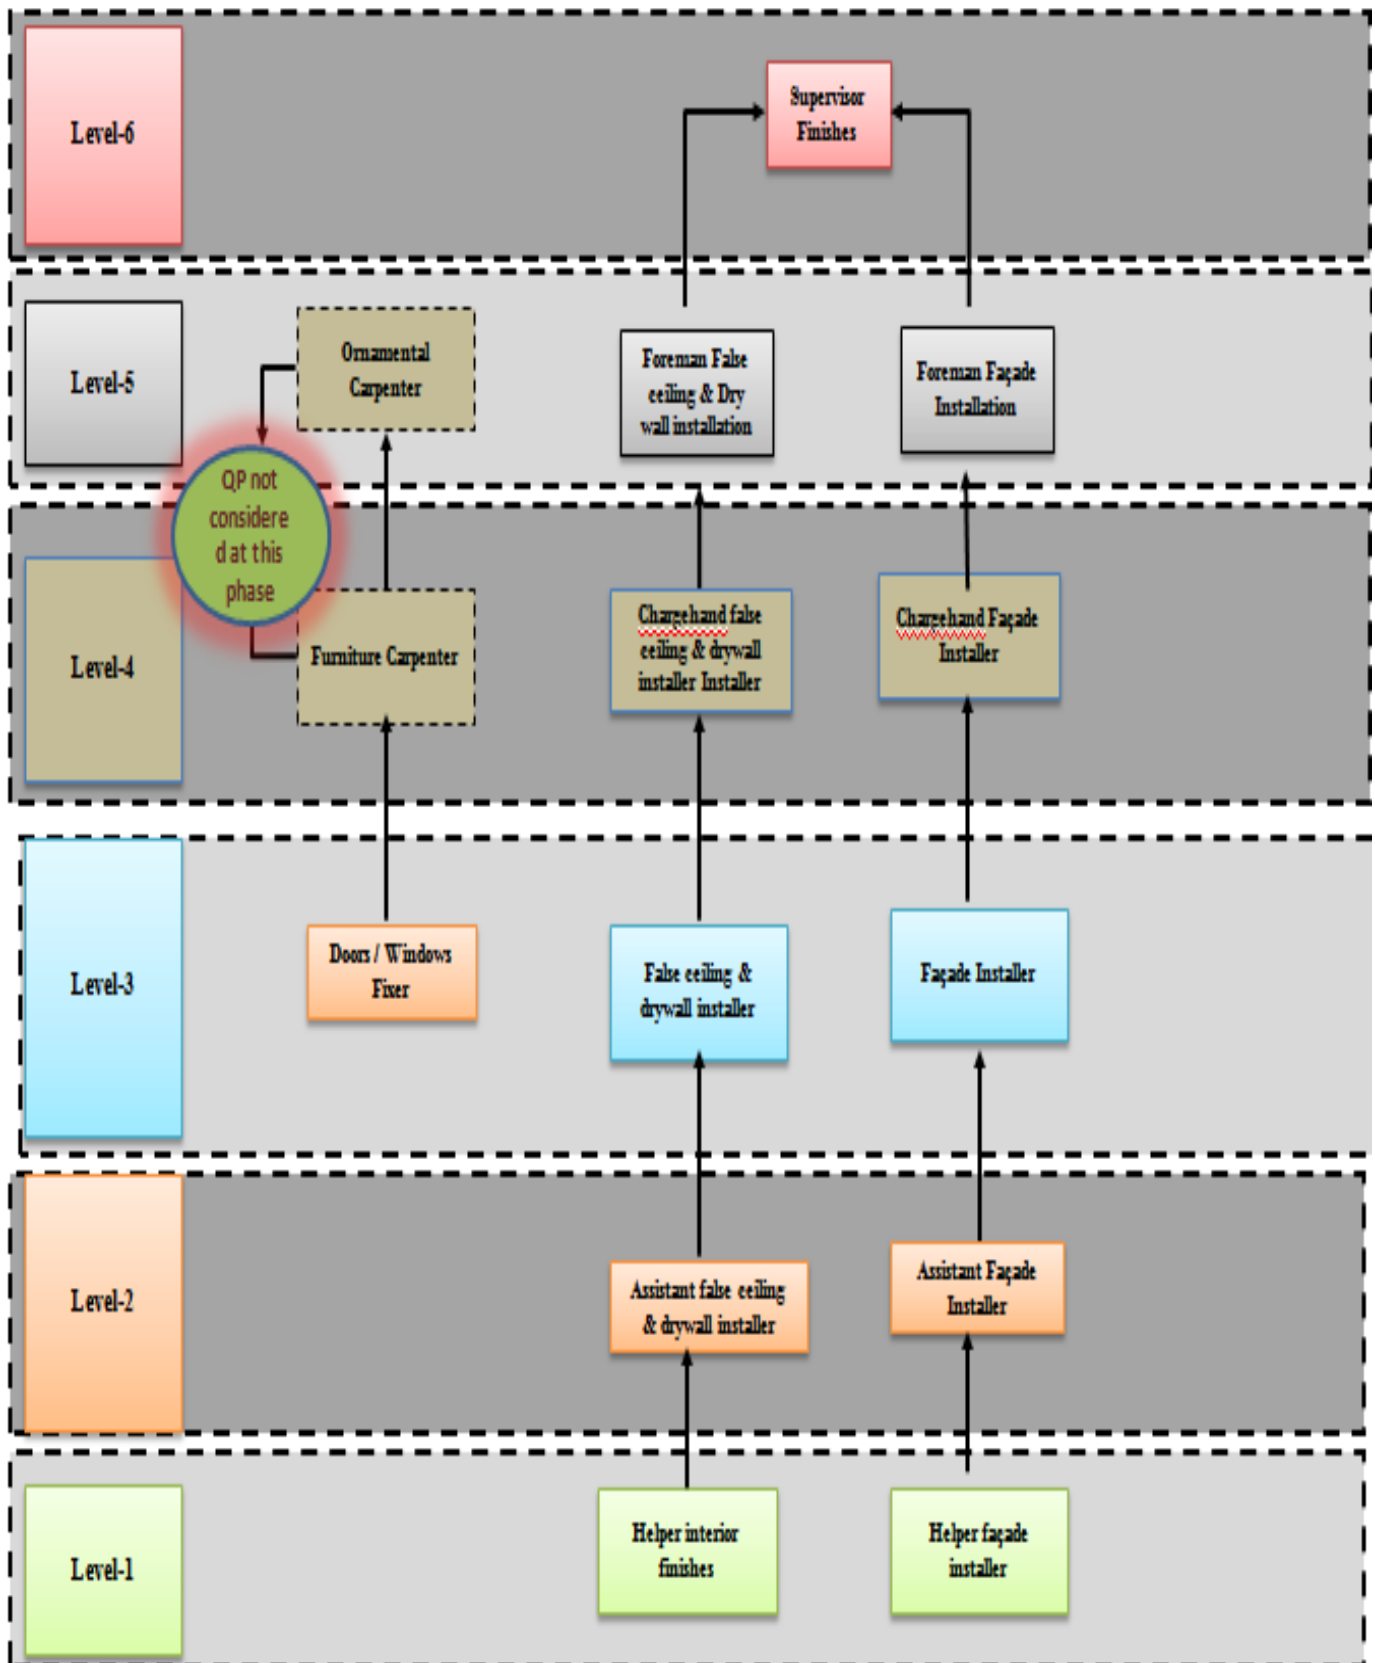 Level-6
Supervisor
Finishes
Level-5
Ornamental
Carpenter
Foreman False
ceiling & Dry
wall installation
Foreman Façade
Installation
QP not
considere
d at this
phase
Level-4
Furniture Carpenter
Chargehand false
ceiling & drywall
installer Installer
Chargehand Façade
Installer
Level-3
Doors / Windows
Fixer
False ceiling &
drywall installer
Façade Installer
Level-2
Assistant false ceiling
& drywall installer
Assistant Façade
Installer
Level-1
Helper interior
finishes
Helper façade
installer